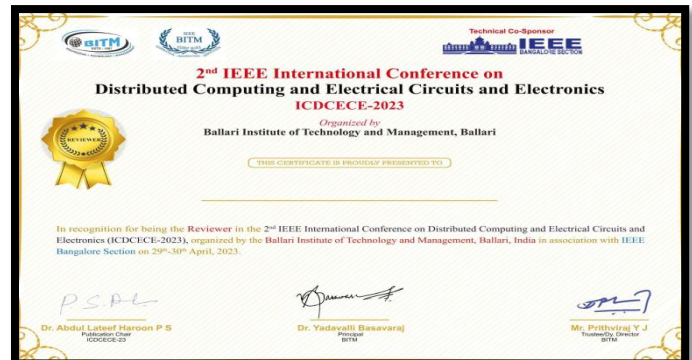 BITM
IEEE
BITM
Technical Co-Sponsor
IEEE
BANGALORE SECTION
2nd IEEE International Conference on
Distributed Computing and Electrical Circuits and Electronics
ICDCECE-2023
Organized by
Ballari Institute of Technology and Management, Ballari
REVIEWER
THIS CERTIFICATE IS PROUDLY PRESENTED TO
In recognition for being the Reviewer in the 2nd IEEE International Conference on Distributed Computing and Electrical Circuits and
Electronics (ICDCECE-2023), organized by the Ballari Institute of Technology and Management, Ballari, India in association with IEEE
Bangalore Section on 29th-30th April, 2023.
Dr. Abdul Lateef Haroon P S
Publication Chair
ICDCECE-23
Dr. Yadavalli Basavaraj
Principal
BITM
Mr. Prithviraj Y J
Trustee/Dy. Director
BITM